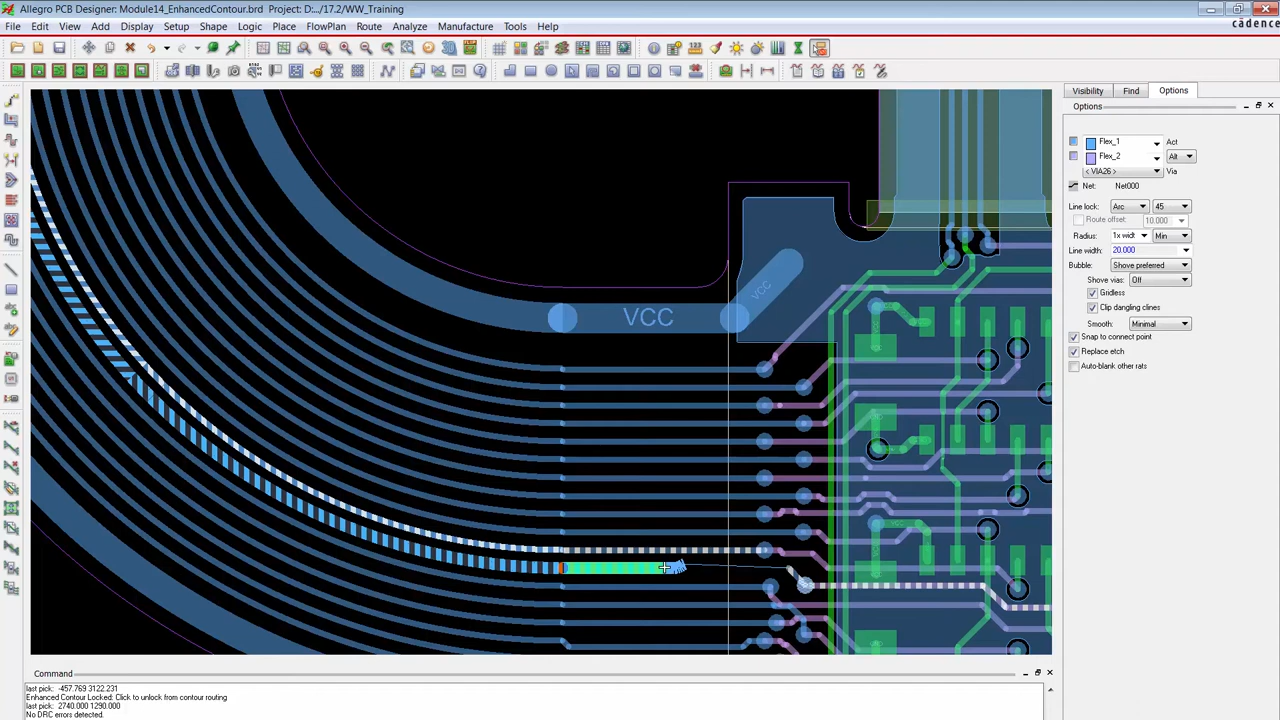 Allegro PCB Designer: Module14_EnhancedContour.brd Project: D:.../17.2/WW_Training
File Edit View Add Display Setup Shape Logic Place FlowPlan Route Analyze Manufacture Tools Help
cādence
Visibility Find Options
Options
Flex_1 Act
Flex_2 Alt
< VIA26 > Via
Net: Net000
Line lock: Arc 45
Route offset: 10.000
Radius: 1x widt Min
Line width: 20.000
Bubble: Shove preferred
Shove vias: Off
Gridless
Clip dangling clines
Smooth: Minimal
Snap to connect point
Replace etch
Auto-blank other rats
VCC
VCC
VCC
Command
last pick: -457.769 3122.231
Enhanced Contour Locked: Click to unlock from contour routing
last pick: 2740.000 1290.000
No DRC errors detected.